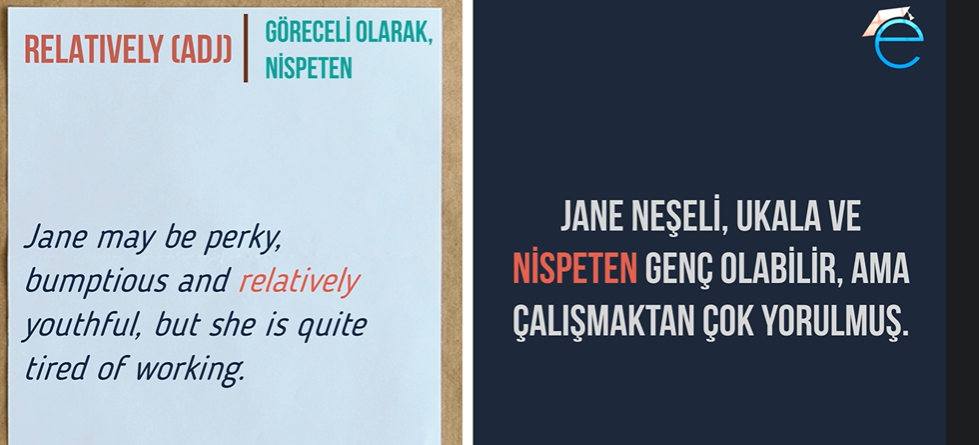 RELATIVELY (ADJ)
GÖRECELİ OLARAK,
NİSPETEN
Jane may be perky,
bumptious and relatively
youthful, but she is quite
tired of working.
e
JANE NEŞELİ, UKALA VE
NİSPETEN GENÇ OLABİLİR, AMA
ÇALIŞMAKTAN ÇOK YORULMUŞ.